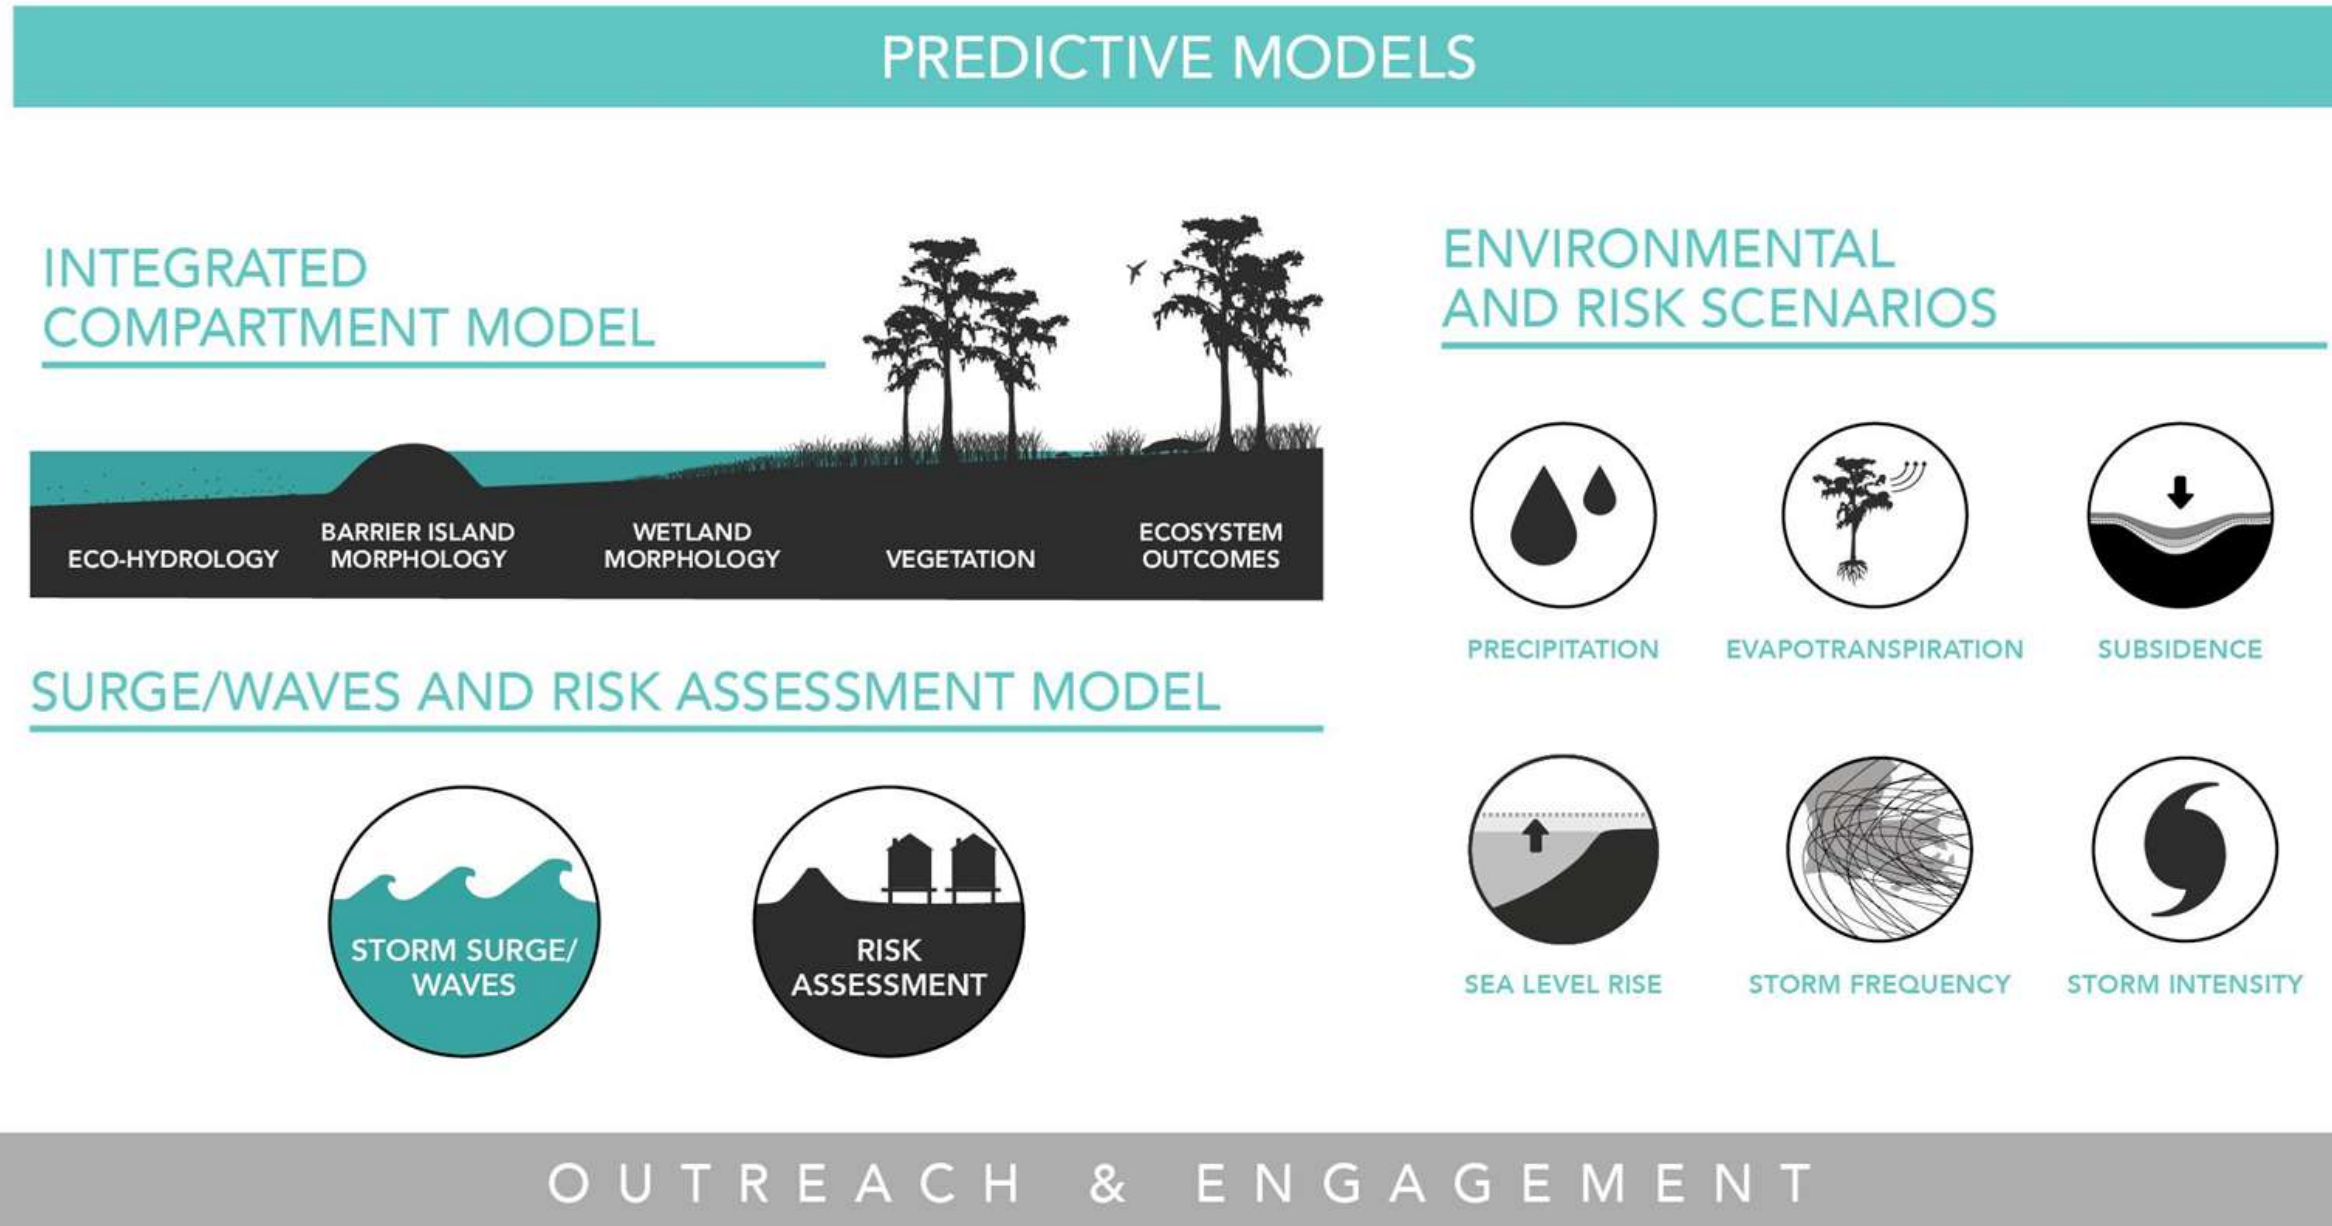 PREDICTIVE MODELS
INTEGRATED
COMPARTMENT MODEL
ECO-HYDROLOGY
BARRIER ISLAND
MORPHOLOGY
WETLAND
MORPHOLOGY
VEGETATION
ECOSYSTEM
OUTCOMES
SURGE/WAVES AND RISK ASSESSMENT MODEL
STORM SURGE/
WAVES
RISK
ASSESSMENT
ENVIRONMENTAL
AND RISK SCENARIOS
PRECIPITATION
EVAPOTRANSPIRATION
SUBSIDENCE
SEA LEVEL RISE
STORM FREQUENCY
STORM INTENSITY
OUTREACH & ENGAGEMENT